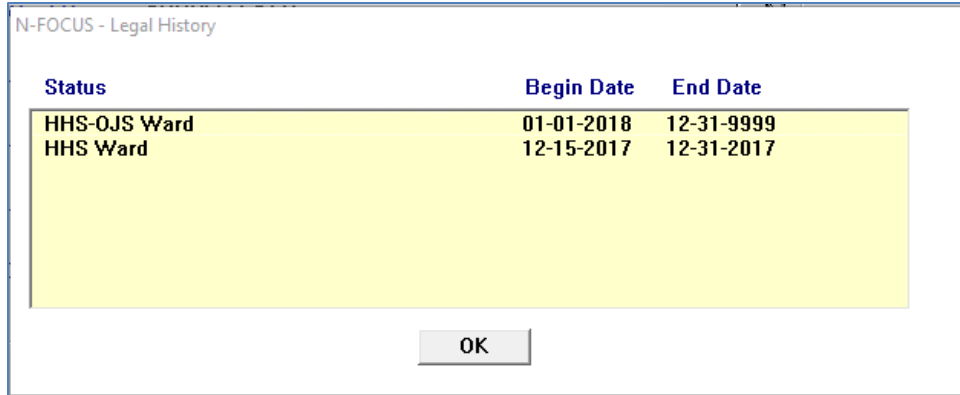 N-FOCUS - Legal History
Status Begin Date End Date
HHS-OJS Ward 01-01-2018 12-31-9999
HHS Ward 12-15-2017 12-31-2017
OK